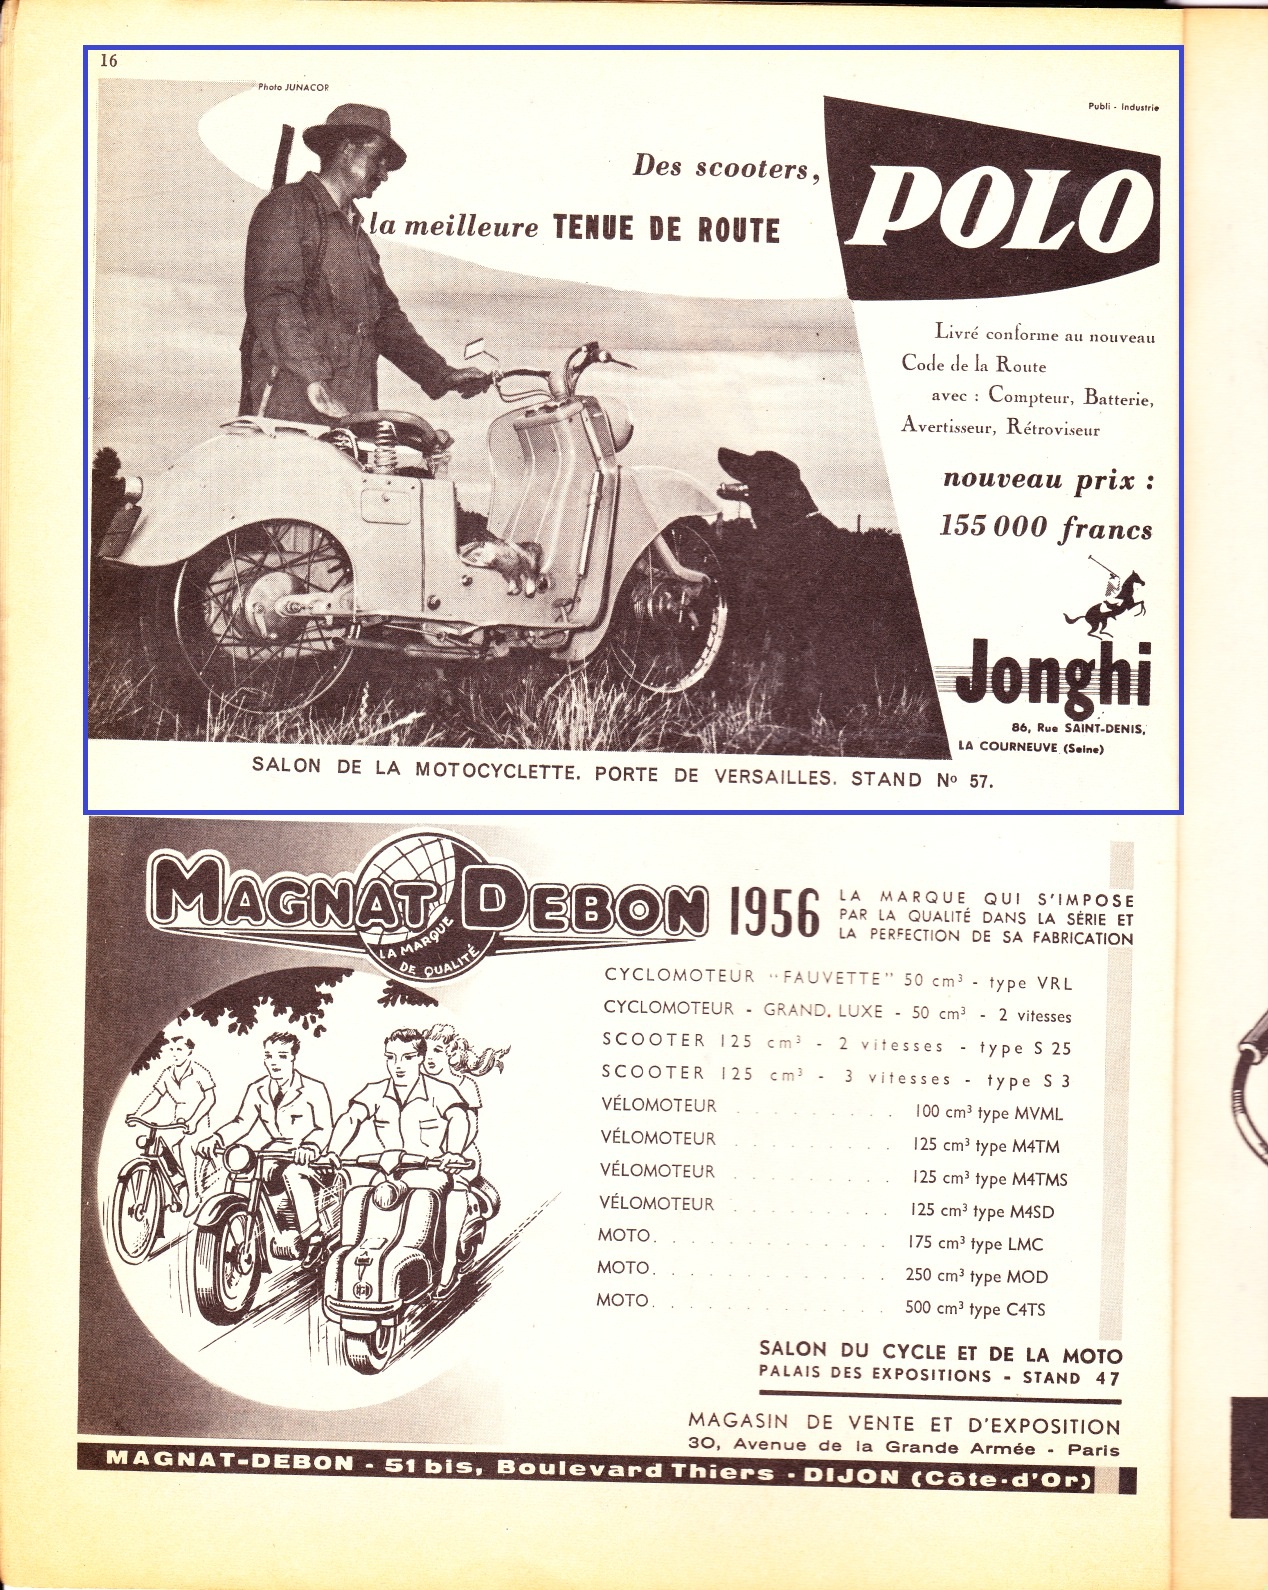 16
Photo JUNACOR
Publi - Industrie
Des scooters,
la meilleure TENUE DE ROUTE
POLO
Livré conforme au nouveau
Code de la Route
avec : Compteur, Batterie,
Avertisseur, Rétroviseur
nouveau prix :
155 000 francs
Jonghi
86, Rue SAINT-DENIS,
LA COURNEUVE (Seine)
SALON DE LA MOTOCYCLETTE. PORTE DE VERSAILLES. STAND Nº 57.
MAGNAT DEBON 1956
LA MARQUE
DE QUALITÉ
LA MARQUE QUI S'IMPOSE
PAR LA QUALITÉ DANS LA SÉRIE ET
LA PERFECTION DE SA FABRICATION
CYCLOMOTEUR "FAUVETTE" 50 cm³ - type VRL
CYCLOMOTEUR - GRAND. LUXE - 50 cm³ - 2 vitesses
SCOOTER 125 cm³ - 2 vitesses - type S 25
SCOOTER 125 cm³ - 3 vitesses - type S 3
VÉLOMOTEUR . . . . . . . . . 100 cm³ type MVML
VÉLOMOTEUR . . . . . . . . . 125 cm³ type M4TM
VÉLOMOTEUR . . . . . . . . . 125 cm³ type M4TMS
VÉLOMOTEUR . . . . . . . . . 125 cm³ type M4SD
MOTO. . . . . . . . . . . . . 175 cm³ type LMC
MOTO. . . . . . . . . . . . . 250 cm³ type MOD
MOTO. . . . . . . . . . . . . 500 cm³ type C4TS
SALON DU CYCLE ET DE LA MOTO
PALAIS DES EXPOSITIONS - STAND 47
MAGASIN DE VENTE ET D'EXPOSITION
30, Avenue de la Grande Armée - Paris
MAGNAT-DEBON - 51 bis, Boulevard Thiers - DIJON (Côte-d'Or)